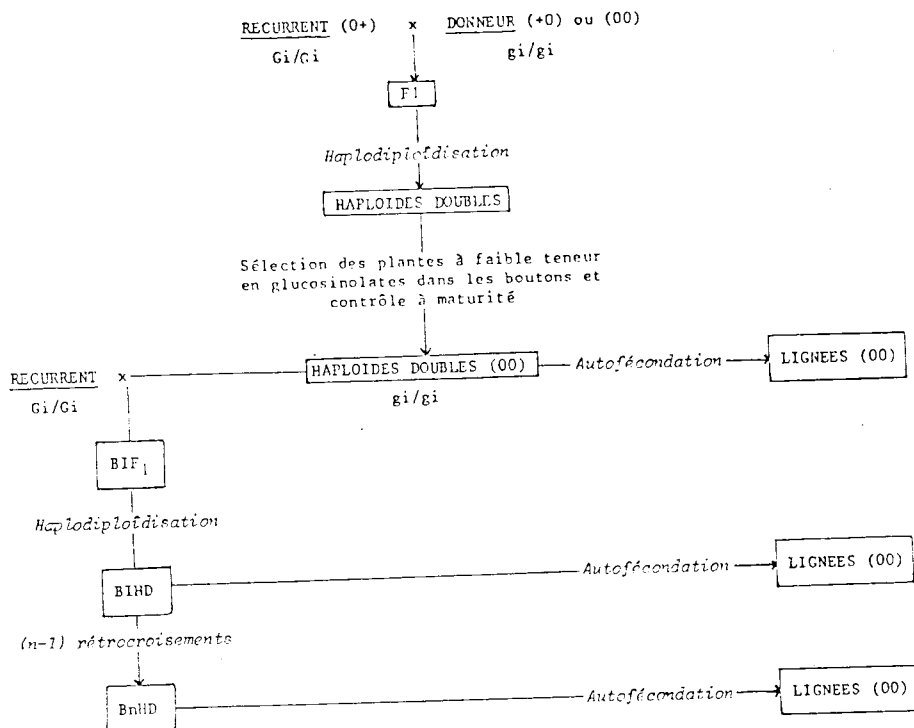 RECURRENT (0+) x DONNEUR (+0) ou (00)
Gi/Gi gi/gi
F1
Haplodiploïdisation
HAPLOIDES DOUBLES
Sélection des plantes à faible teneur
en glucosinolates dans les boutons et
contrôle à maturité
RECURRENT x HAPLOIDES DOUBLES (00) Autofécondation LIGNEES (00)
Gi/Gi gi/gi
BIF1
Haplodiploïdisation
BIHD Autofécondation LIGNEES (00)
(n-1) rétrocroisements
BnHD Autofécondation LIGNEES (00)